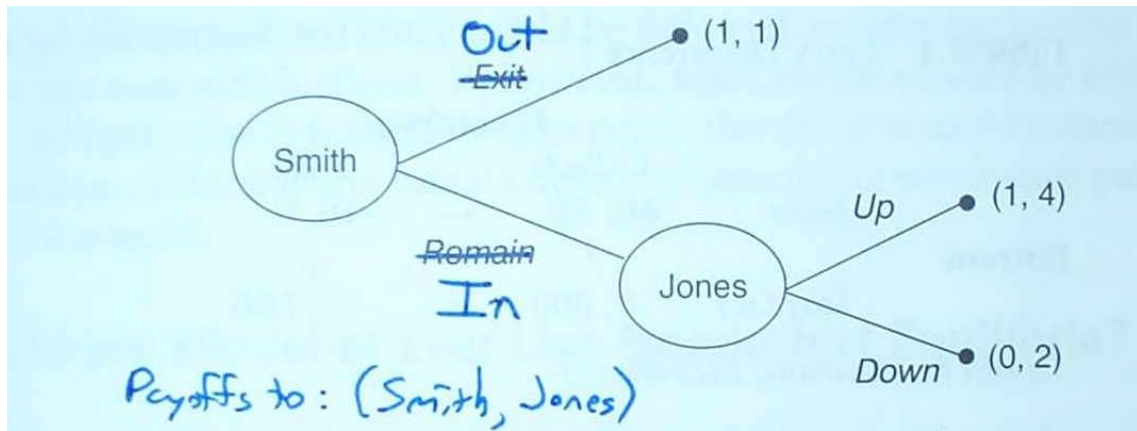 Out
(1, 1)
Exit
Smith
Up
(1, 4)
Remain
In
Jones
Down
(0, 2)
Payoffs to: (Smith, Jones)